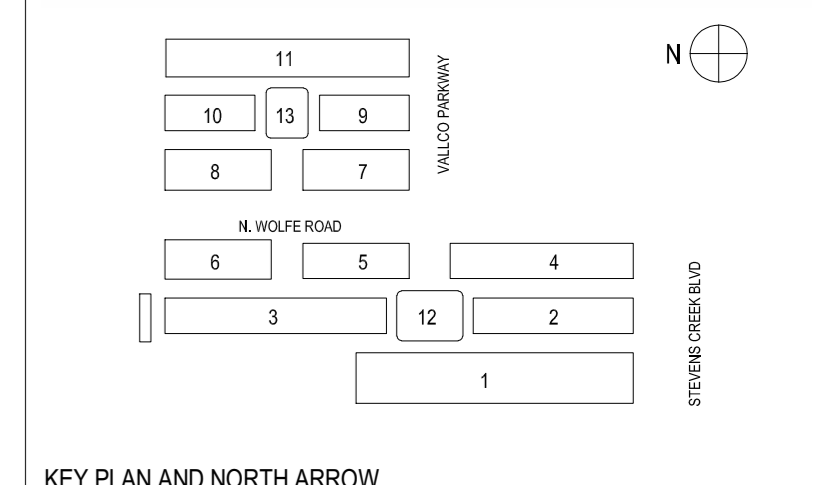 11
N
10
13
9
VALLCO PARKWAY
8
7
N. WOLFE ROAD
6
5
4
3
12
2
STEVENS CREEK BLVD
1
KEY PLAN AND NORTH ARROW